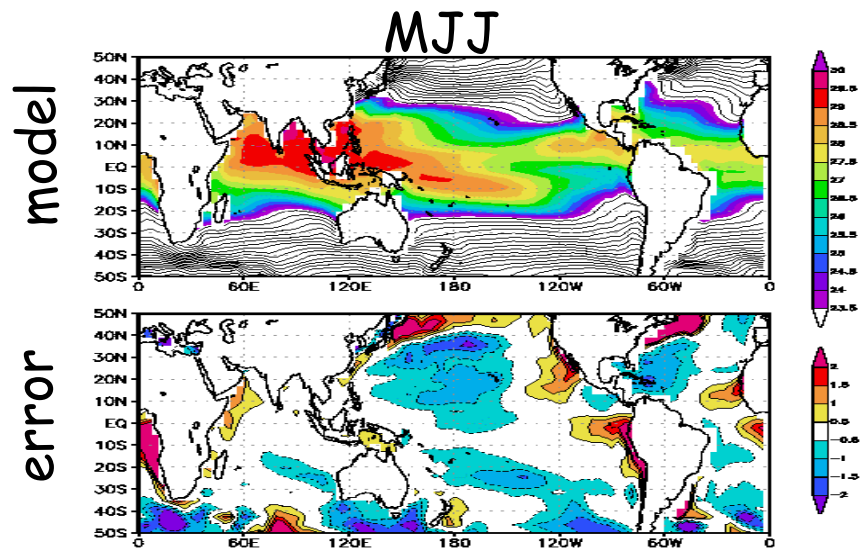 MJJ
model
50N
40N
30N
20N
10N
EQ
10S
20S
30S
40S
50S
0 60E 120E 180 120W 60W 0
30
29.5
29
28.5
28
27.5
27
26.5
26
25.5
25
24.5
24
23.5
error
50N
40N
30N
20N
10N
EQ
10S
20S
30S
40S
50S
0 60E 120E 180 120W 60W 0
2
1.5
1
0.5
-0.5
-1
-1.5
-2